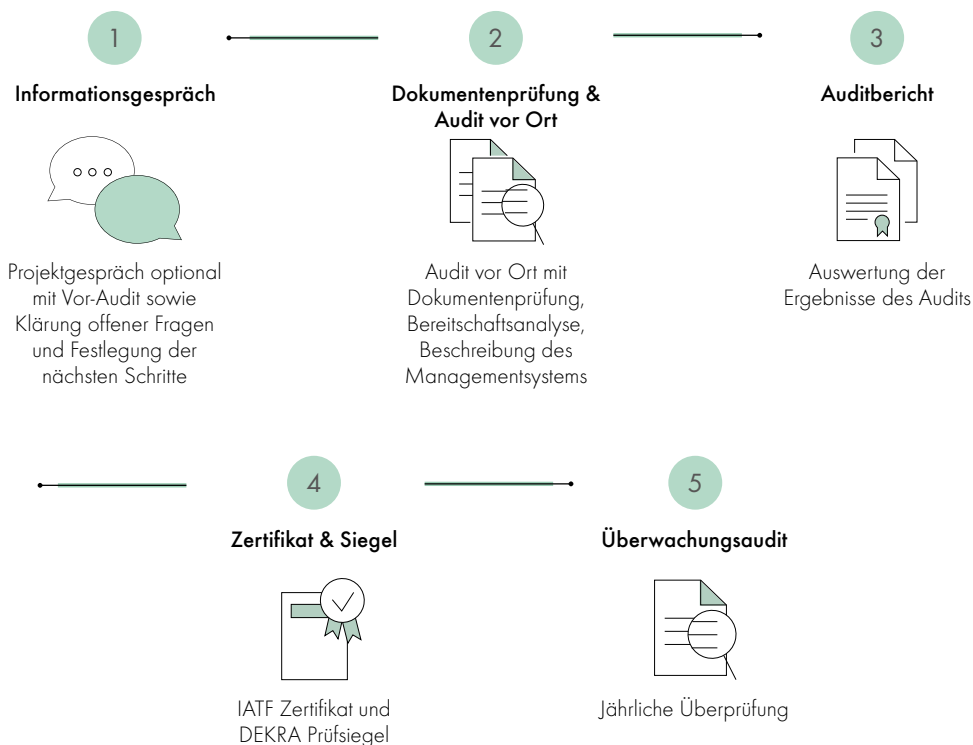 1
Informationsgespräch
Projektgespräch optional
mit Vor-Audit sowie
Klärung offener Fragen
und Festlegung der
nächsten Schritte
2
Dokumentenprüfung &
Audit vor Ort
Audit vor Ort mit
Dokumentenprüfung,
Bereitschaftsanalyse,
Beschreibung des
Managementsystems
3
Auditbericht
Auswertung der
Ergebnisse des Audits
4
Zertifikat & Siegel
IATF Zertifikat und
DEKRA Prüfsiegel
5
Überwachungsaudit
Jährliche Überprüfung